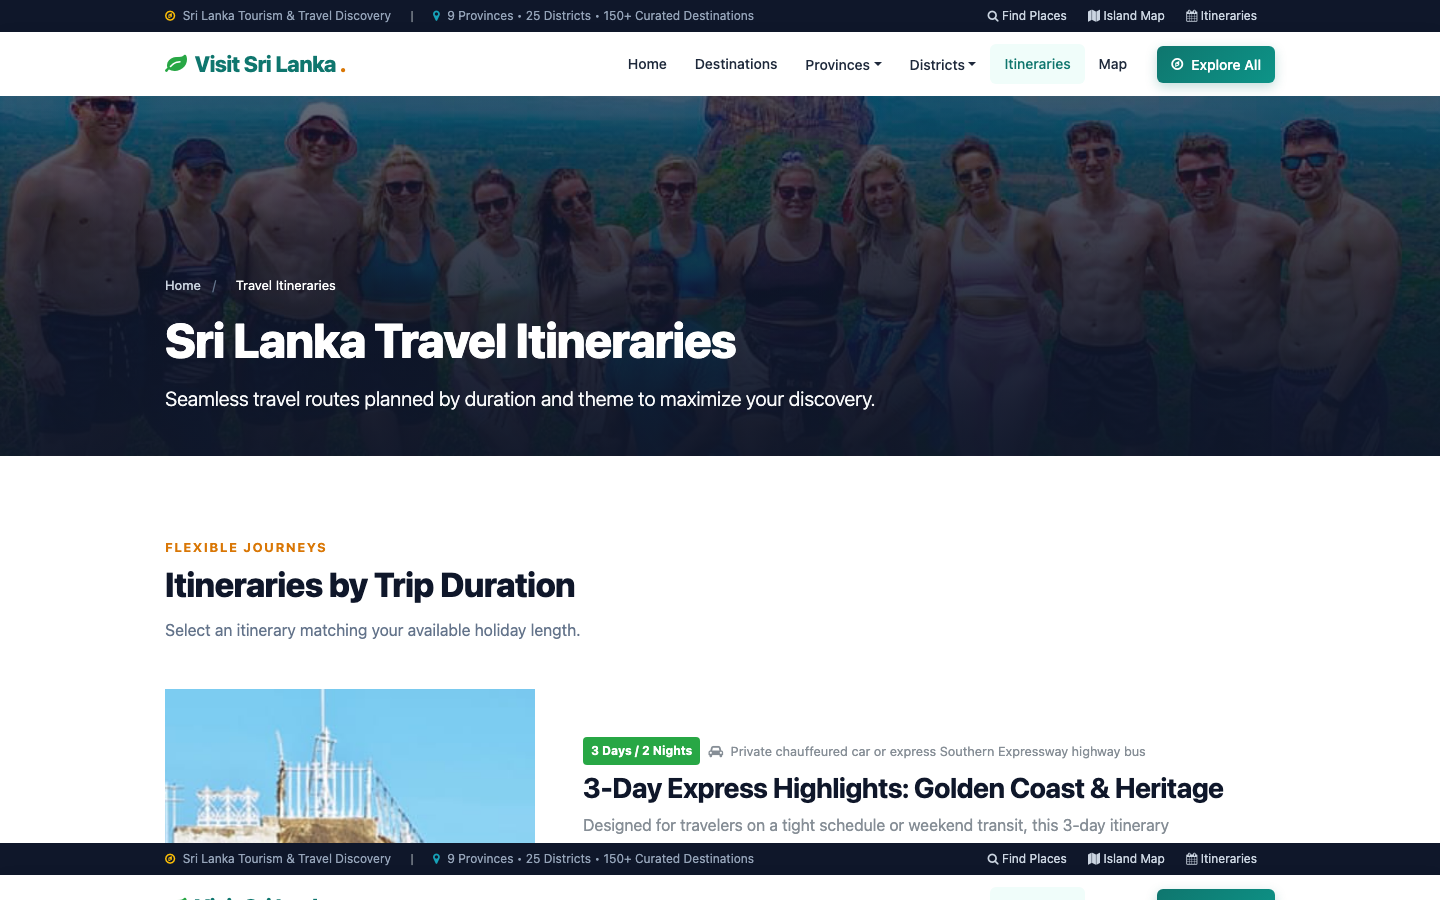 Sri Lanka Tourism & Travel Discovery | 9 Provinces • 25 Districts • 150+ Curated Destinations Find Places Island Map Itineraries
Visit Sri Lanka . Home Destinations Provinces Districts Itineraries Map Explore All
Home / Travel Itineraries
Sri Lanka Travel Itineraries
Seamless travel routes planned by duration and theme to maximize your discovery.
FLEXIBLE JOURNEYS
Itineraries by Trip Duration
Select an itinerary matching your available holiday length.
3 Days / 2 Nights Private chauffeured car or express Southern Expressway highway bus
3-Day Express Highlights: Golden Coast & Heritage
Designed for travelers on a tight schedule or weekend transit, this 3-day itinerary
Sri Lanka Tourism & Travel Discovery | 9 Provinces • 25 Districts • 150+ Curated Destinations Find Places Island Map Itineraries